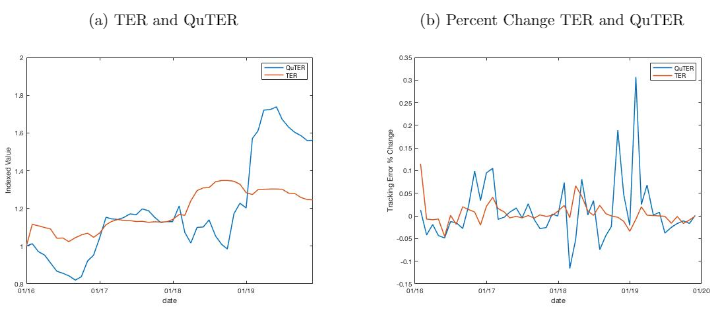 (a) TER and QuTER
(b) Percent Change TER and QuTER
2
1.8
1.6
1.4
1.2
1
0.8
Indexed Value
01/16
01/17
01/18
01/19
date
QuTER
TER
0.35
0.3
0.25
0.2
0.15
0.1
0.05
0
-0.05
-0.1
-0.15
Tracking Error % Change
01/16
01/17
01/18
01/19
01/20
date
QuTER
TER